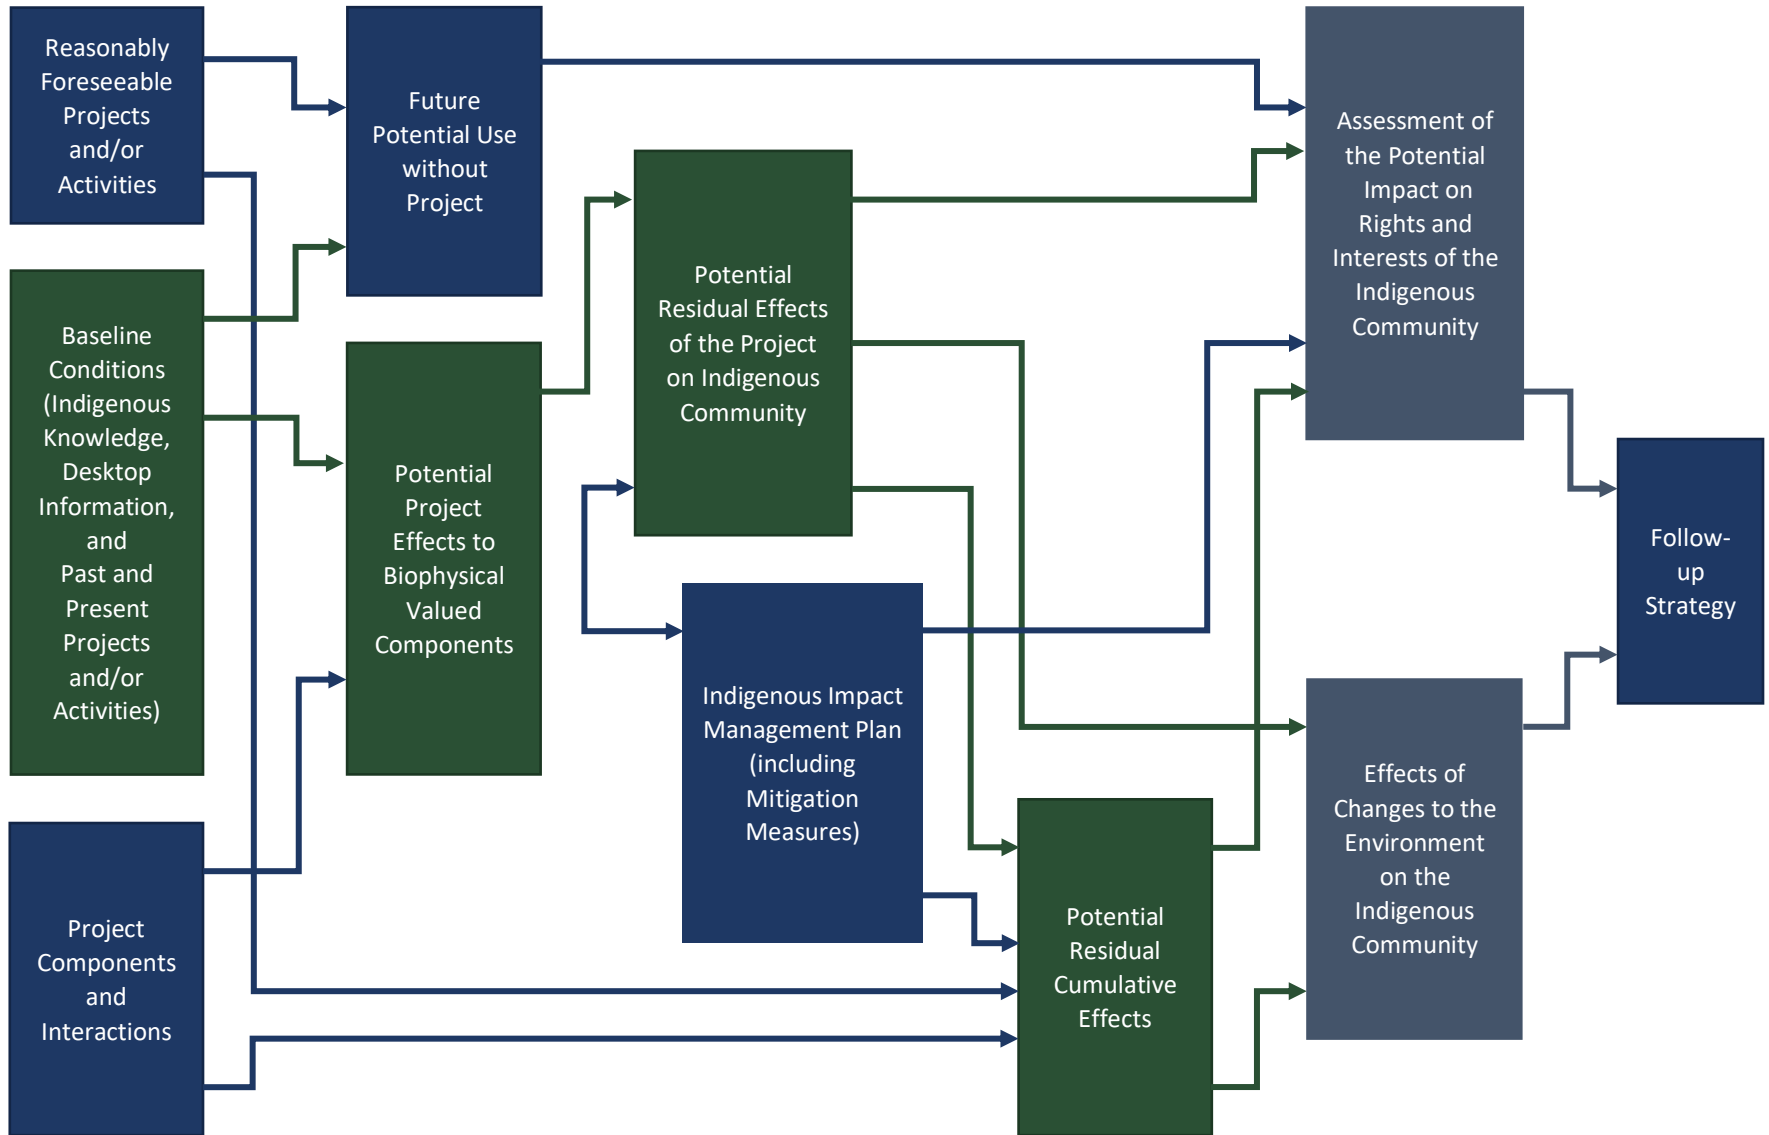 Reasonably
Foreseeable
Projects
and/or
Activities
Baseline
Conditions
(Indigenous
Knowledge,
Desktop
Information,
and
Past and
Present
Projects
and/or
Activities)
Project
Components
and
Interactions
Future
Potential Use
without
Project
Potential
Project
Effects to
Biophysical
Valued
Components
Potential
Residual Effects
of the Project
on Indigenous
Community
Indigenous Impact
Management Plan
(including
Mitigation
Measures)
Potential
Residual
Cumulative
Effects
Assessment of
the Potential
Impact on
Rights and
Interests of the
Indigenous
Community
Effects of
Changes to the
Environment
on the
Indigenous
Community
Follow-
up
Strategy